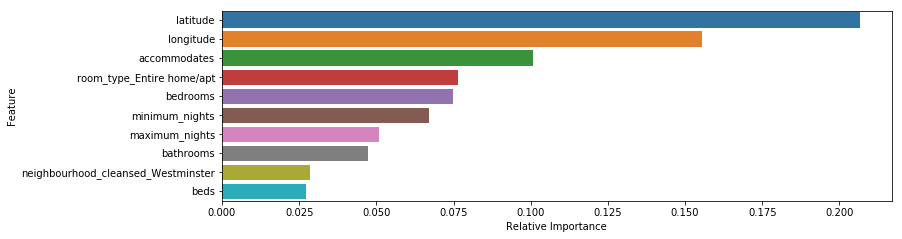 latitude
longitude
accommodates
room_type_Entire home/apt
bedrooms
minimum_nights
maximum_nights
bathrooms
neighbourhood_cleansed_Westminster
beds
Feature
0.000 0.025 0.050 0.075 0.100 0.125 0.150 0.175 0.200
Relative Importance